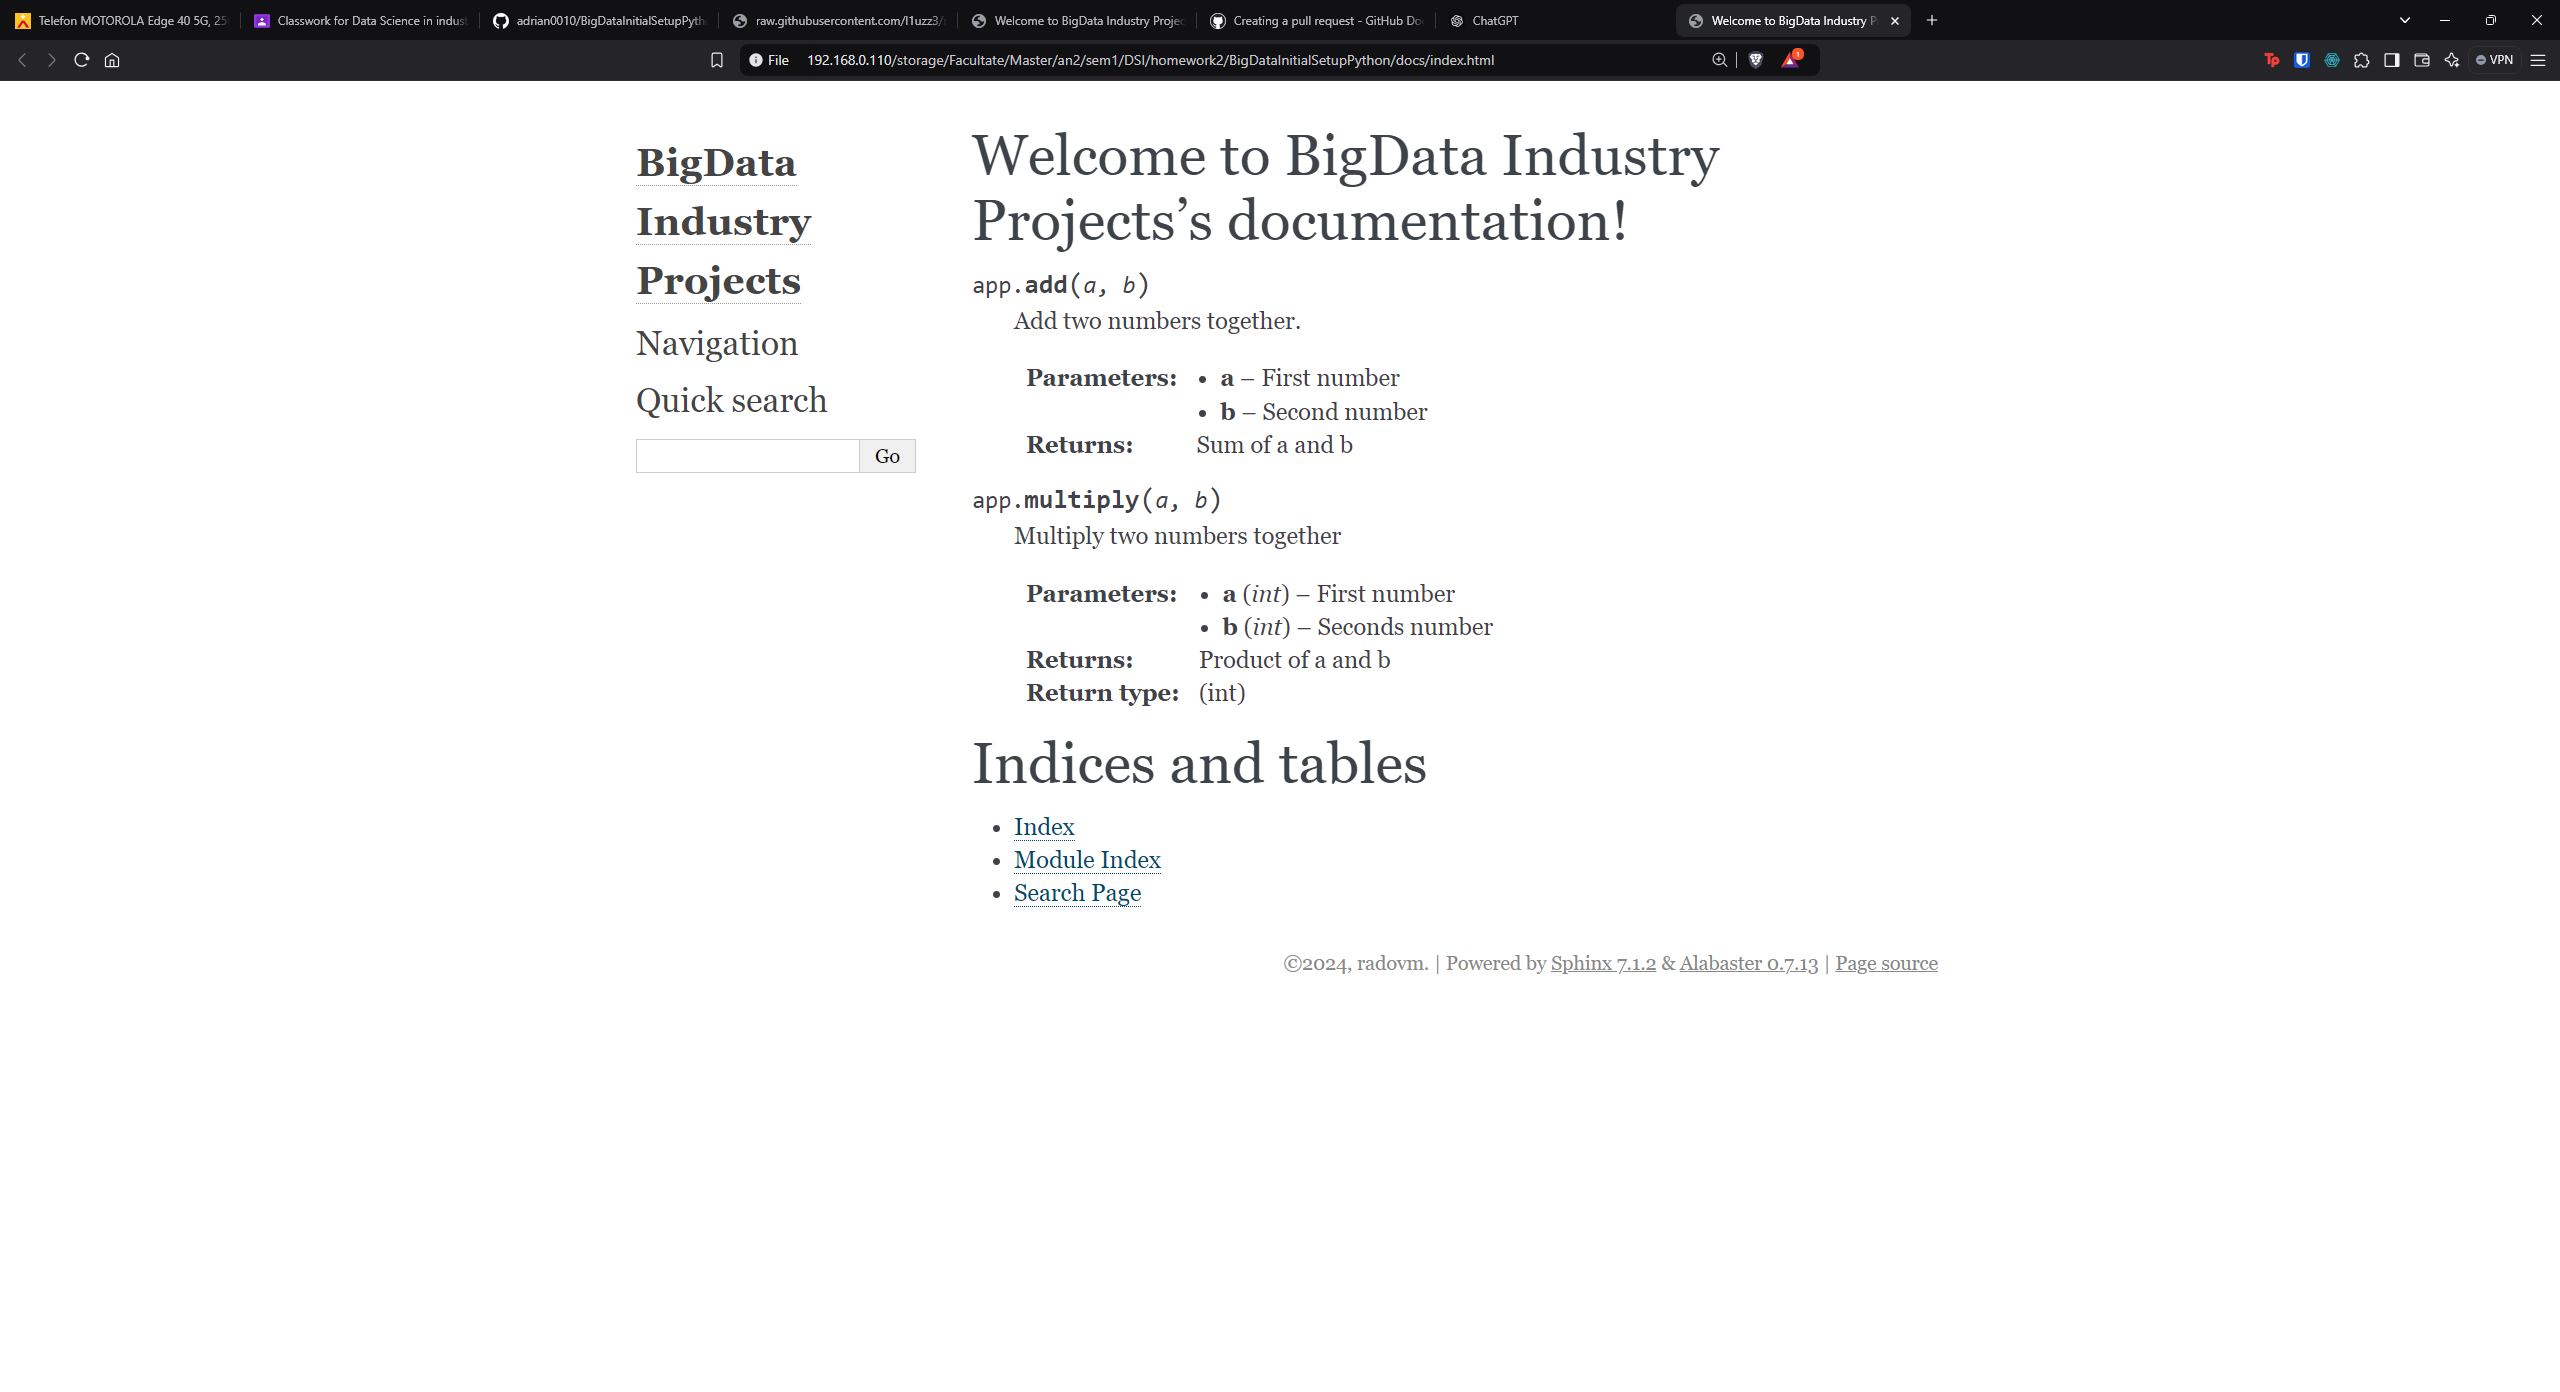 Telefon MOTOROLA Edge 40 5G, 25
Classwork for Data Science in indust
adrian0010/BigDataInitialSetupPyth
raw.githubusercontent.com/l1uzz3/
Welcome to BigData Industry Projec
Creating a pull request - GitHub Do
ChatGPT
Welcome to BigData Industry P
File 192.168.0.110/storage/Facultate/Master/an2/sem1/DSI/homework2/BigDataInitialSetupPython/docs/index.html
1
Tp
VPN
BigData
Industry
Projects
Navigation
Quick search
Go
Welcome to BigData Industry
Projects’s documentation!
app.add(a, b)
Add two numbers together.
Parameters: • a – First number
• b – Second number
Returns: Sum of a and b
app.multiply(a, b)
Multiply two numbers together
Parameters: • a (int) – First number
• b (int) – Seconds number
Returns: Product of a and b
Return type: (int)
Indices and tables
• Index
• Module Index
• Search Page
©2024, radovm. | Powered by Sphinx 7.1.2 & Alabaster 0.7.13 | Page source